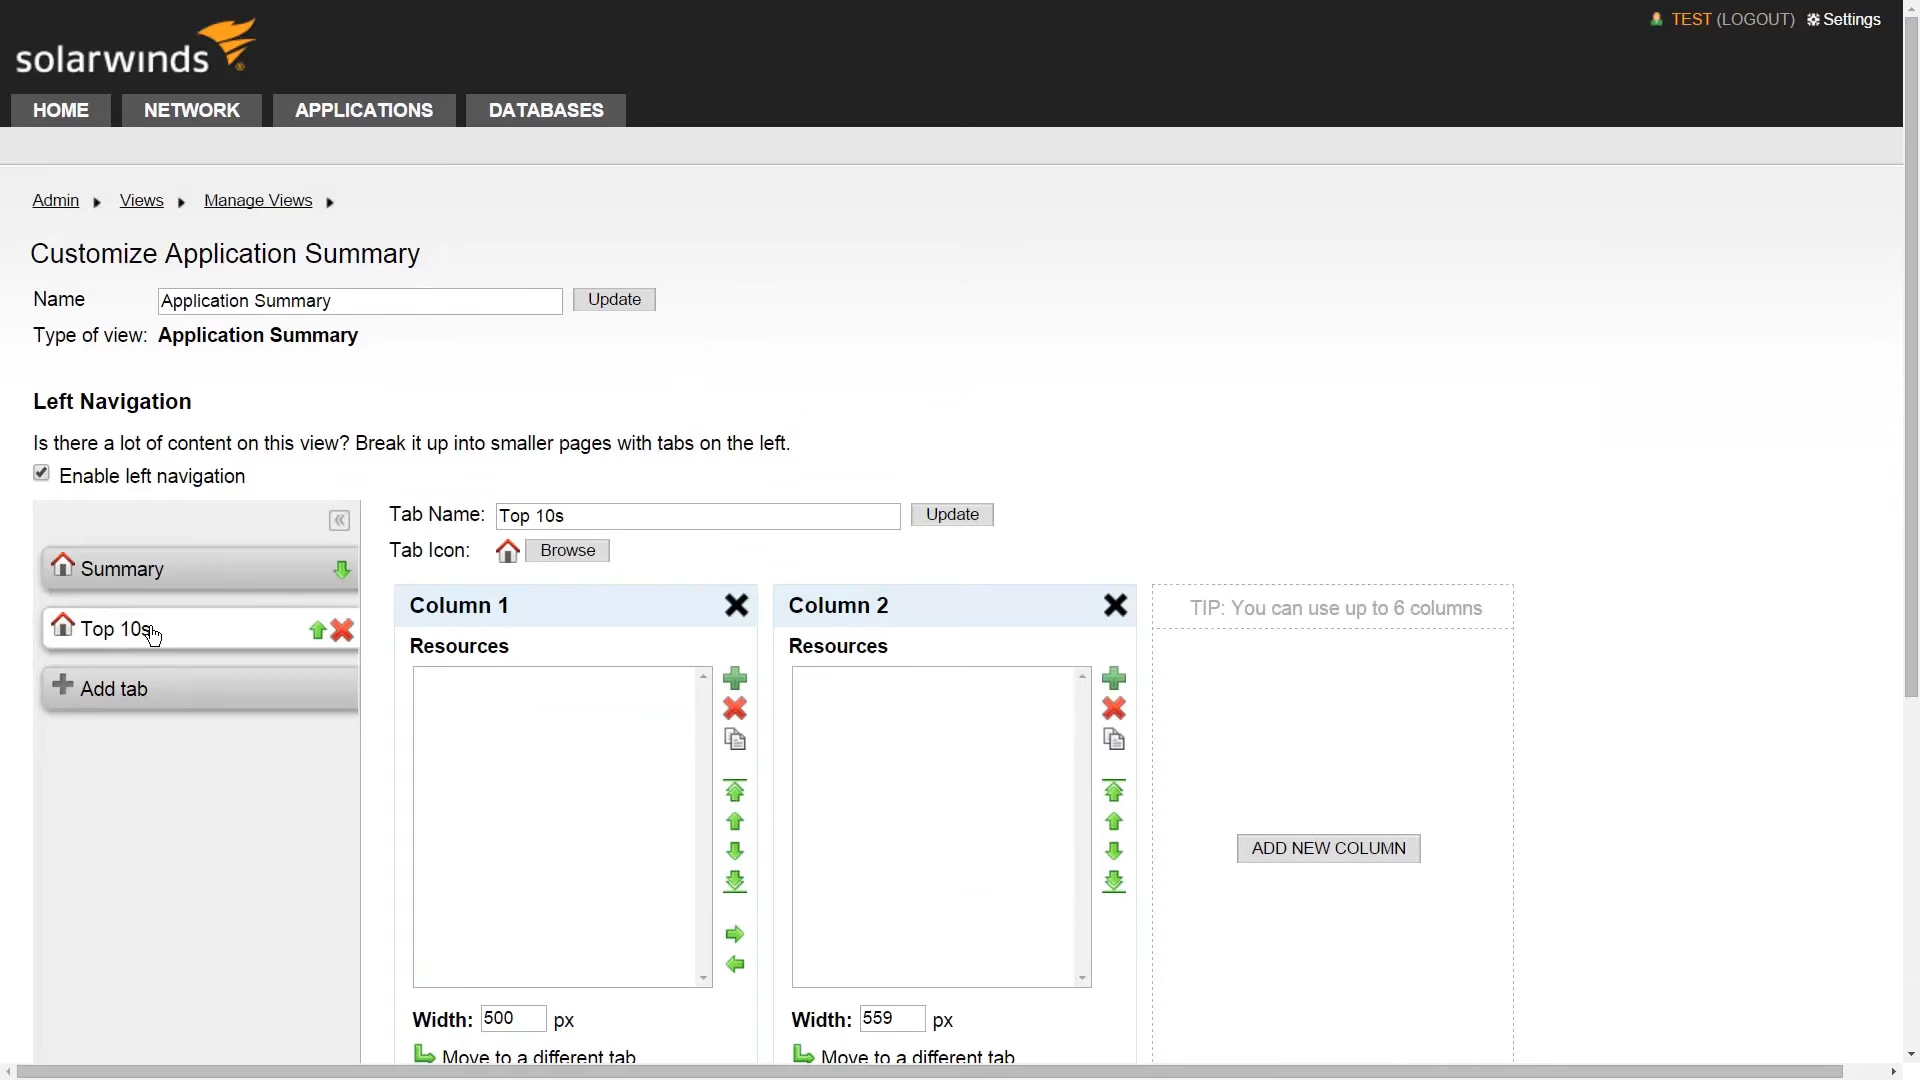 TEST (LOGOUT) Settings
solarwinds
HOME NETWORK APPLICATIONS DATABASES
Admin Views Manage Views
Customize Application Summary
Name Application Summary Update
Type of view: Application Summary
Left Navigation
Is there a lot of content on this view? Break it up into smaller pages with tabs on the left.
Enable left navigation
Tab Name: Top 10s Update
Tab Icon: Browse
Summary
Top 10s
Add tab
Column 1 Column 2 TIP: You can use up to 6 columns
Resources Resources
ADD NEW COLUMN
Width: 500 px Width: 559 px
Move to a different tab Move to a different tab